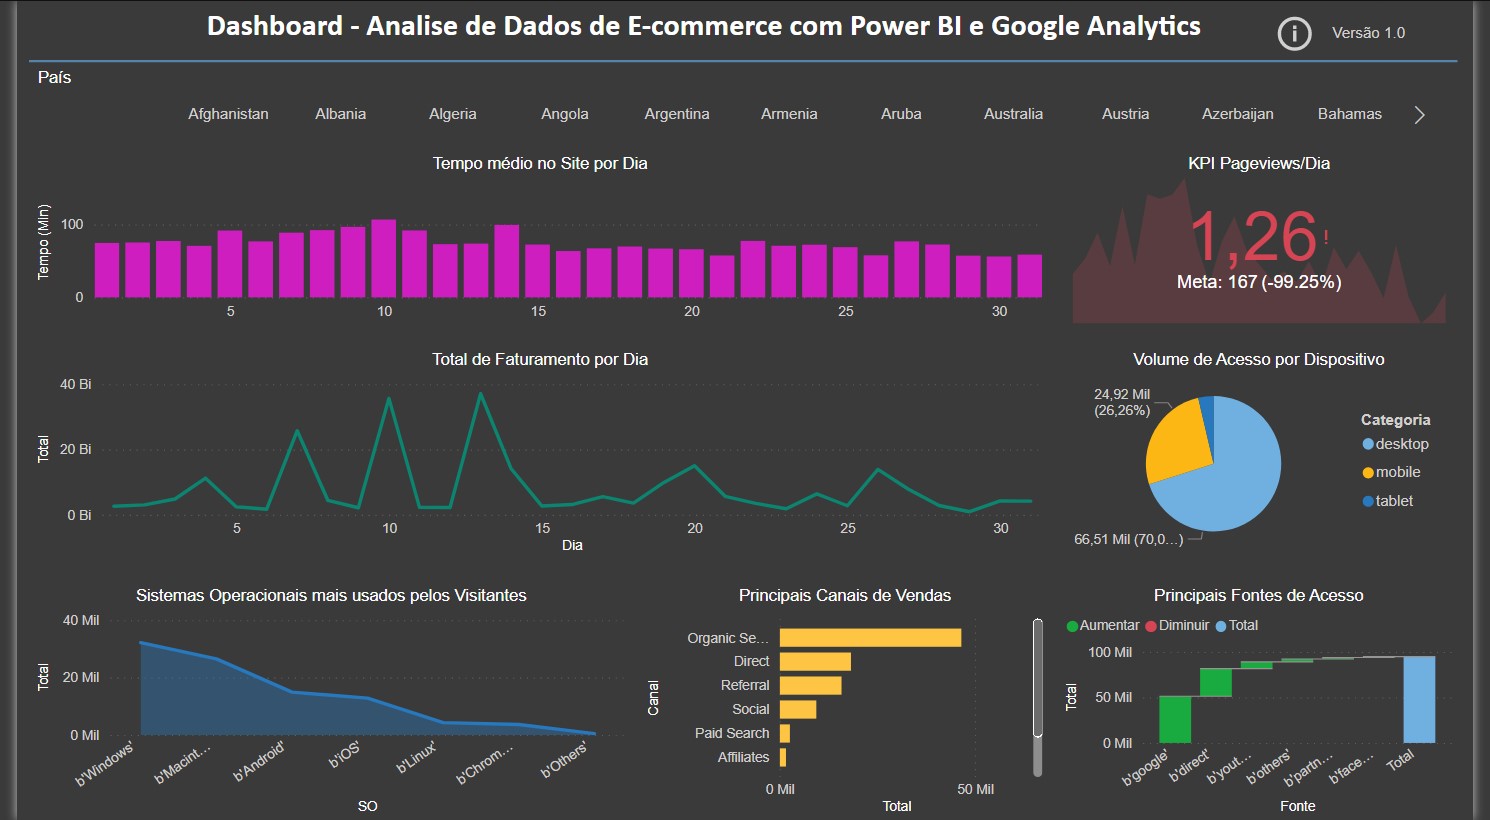 Dashboard - Analise de Dados de E-commerce com Power BI e Google Analytics
Versão 1.0
País
Afghanistan Albania Algeria Angola Argentina Armenia Aruba Australia Austria Azerbaijan Bahamas
Tempo médio no Site por Dia
Tempo (Min)
100
0
5 10 15 20 25 30
KPI Pageviews/Dia
1,26!
Meta: 167 (-99.25%)
Total de Faturamento por Dia
Total
40 Bi
20 Bi
0 Bi
5 10 15 20 25 30
Dia
Volume de Acesso por Dispositivo
24,92 Mil
(26,26%)
66,51 Mil (70,0…)
Categoria
desktop
mobile
tablet
Sistemas Operacionais mais usados pelos Visitantes
Total
40 Mil
20 Mil
0 Mil
b'Windows' b'Macint… b'Android' b'iOS' b'Linux' b'Chrom… b'Others'
SO
Principais Canais de Vendas
Canal
Organic Se…
Direct
Referral
Social
Paid Search
Affiliates
0 Mil 50 Mil
Total
Principais Fontes de Acesso
Aumentar Diminuir Total
Total
100 Mil
50 Mil
0 Mil
b'google' b'direct' b'yout… b'others' b'partn… b'face… Total
Fonte